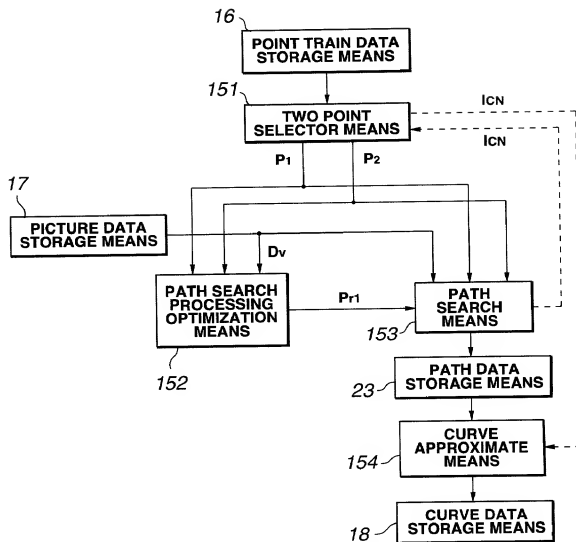 16
POINT TRAIN DATA
STORAGE MEANS
151
TWO POINT
SELECTOR MEANS
ICN
ICN
P1
P2
17
PICTURE DATA
STORAGE MEANS
DV
PATH SEARCH
PROCESSING
OPTIMIZATION
MEANS
152
Pr1
PATH
SEARCH
MEANS
153
PATH DATA
STORAGE MEANS
23
CURVE
APPROXIMATE
MEANS
154
CURVE DATA
STORAGE MEANS
18